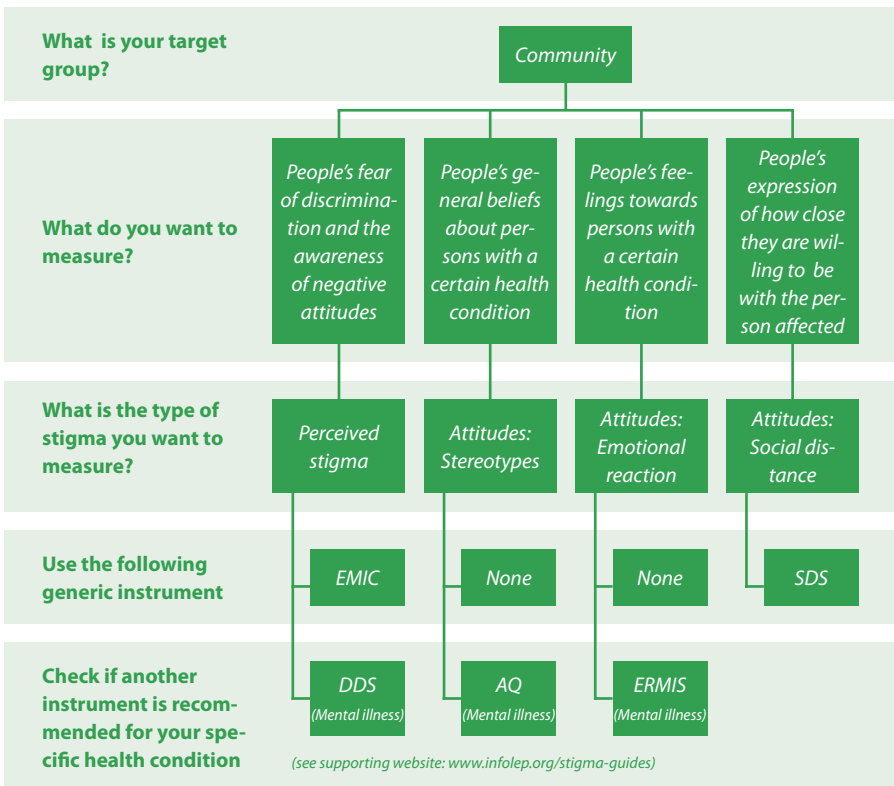 What  is your target
group?
Community
What do you want to
measure?
People's fear
of discrimina-
tion and the
awareness
of negative
attitudes
People's ge-
neral beliefs
about per-
sons with a
certain health
condition
People's fee-
lings towards
persons with
a certain
health condi-
tion
People's
expression
of how close
they are wil-
ling to  be
with the per-
son affected
What is the type of
stigma you want to
measure?
Perceived
stigma
Attitudes:
Stereotypes
Attitudes:
Emotional
reaction
Attitudes:
Social dis-
tance
Use the following
generic instrument
EMIC
None
None
SDS
Check if another
instrument is recom-
mended for your spe-
cific health condition
DDS
(Mental illness)
AQ
(Mental illness)
ERMIS
(Mental illness)
(see supporting website: www.infolep.org/stigma-guides)